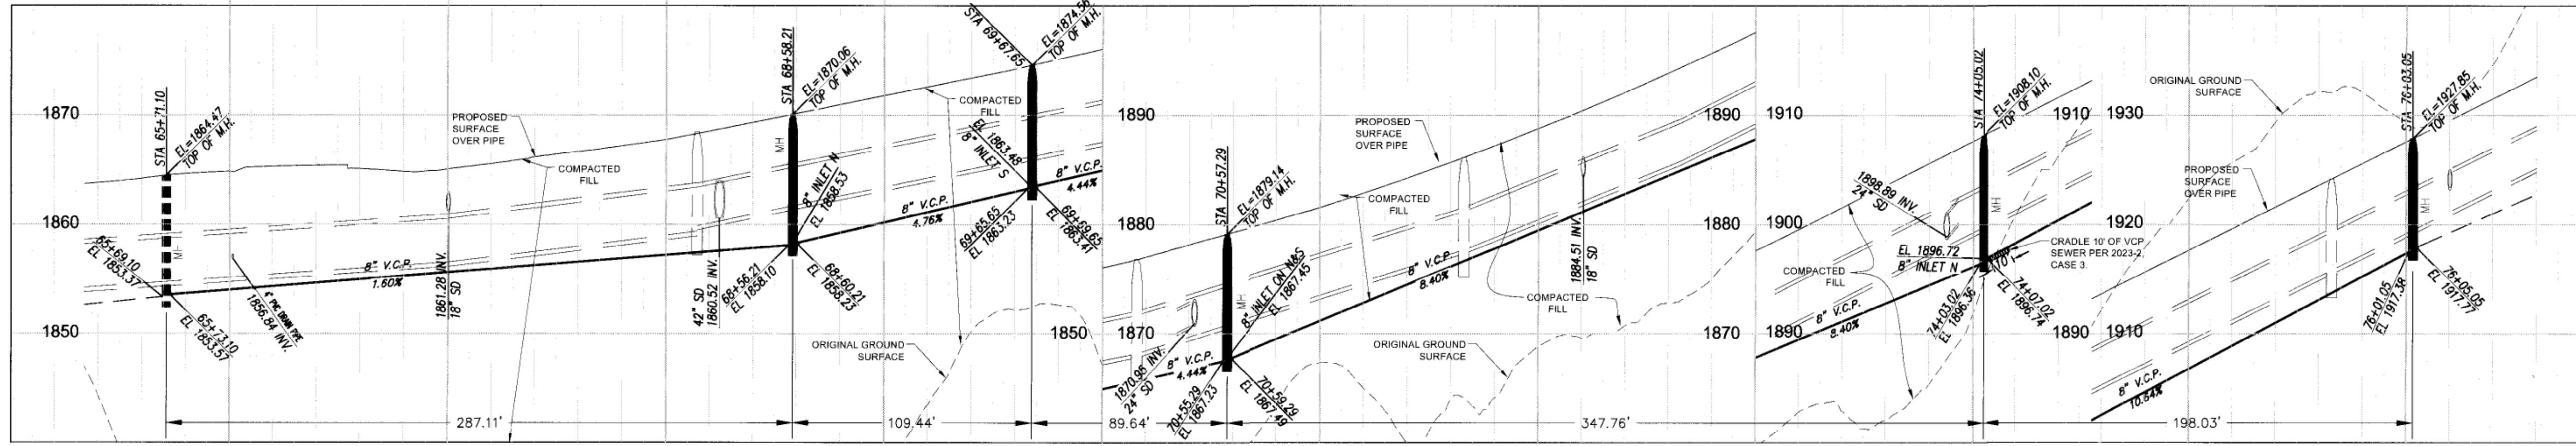 1870
1860
1850
STA 65+71.10
EL=1864.47
TOP OF M.H.
MH
65+69.10
EL 1853.37
65+73.10
EL 1853.57
4" PVC DRAIN PIPE
1856.84 INV.
PROPOSED
SURFACE
OVER PIPE
COMPACTED
FILL
8" V.C.P.
1.60%
1861.28 INV.
18" SD
42" SD
1860.52 INV.
287.11'
STA 68+58.21
EL=1870.06
TOP OF M.H.
MH
8" INLET N
EL 1858.53
68+56.21
EL 1858.10
68+60.21
EL 1858.23
8" V.C.P.
4.76%
ORIGINAL GROUND
SURFACE
109.44'
STA 69+67.65
EL=1874.56
TOP OF M.H.
COMPACTED
FILL
EL 1863.48
8" INLET S
69+65.65
EL 1863.23
69+69.65
EL 1863.47
8" V.C.P.
4.44%
1850
89.64'
1890
1880
1870
STA 70+57.29
EL=1879.14
TOP OF M.H.
MH
8" INLET ON N&S
EL 1867.45
1870.95 INV.
24" SD
8" V.C.P.
4.44%
70+55.29
EL 1867.23
70+59.29
EL 1867.49
PROPOSED
SURFACE
OVER PIPE
COMPACTED
FILL
8" V.C.P.
8.40%
1884.51 INV.
18" SD
COMPACTED
FILL
ORIGINAL GROUND
SURFACE
347.76'
1890
1880
1870
1910
1900
1890
STA 74+05.02
EL=1908.10
TOP OF M.H.
MH
1898.89 INV.
24" SD
EL 1896.72
8" INLET N
COMPACTED
FILL
8" V.C.P.
8.40%
74+03.02
EL 1896.36
74+07.02
EL 1896.74
10'
CRADLE 10' OF VCP
SEWER PER 2023-2,
CASE 3.
1910
1890
1930
1920
1910
ORIGINAL GROUND
SURFACE
PROPOSED
SURFACE
OVER PIPE
8" V.C.P.
10.64%
STA 76+03.05
EL=1927.85
TOP OF M.H.
MH
76+01.05
EL 1917.38
76+05.05
EL 1917.77
198.03'